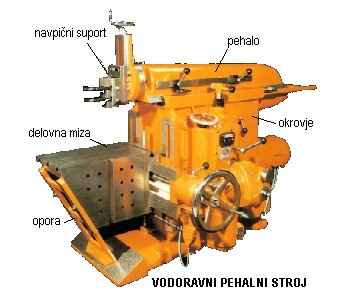 navpični suport
pehalo
delovna miza
okrovje
opora
VODORAVNI PEHALNI STROJ